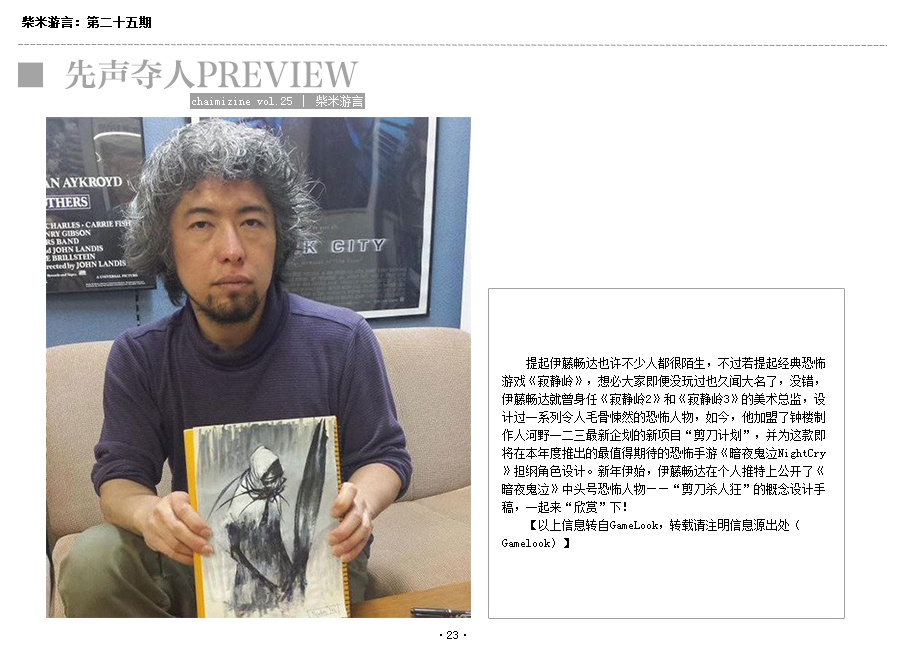 柴米游言：第二十五期
先声夺人PREVIEW
chaimizine vol.25 | 柴米游言
AN AYKROYD
THERS
CHARLES · CARRIE FISH
NRY GIBSON
RS BAND
JOHN LANDIS
E BRILLSTEIN
rected by JOHN LANDIS
A UNIVERSAL PICTURE
K CITY
提起伊藤畅达也许不少人都很陌生，不过若提起经典恐怖
游戏《寂静岭》，想必大家即便没玩过也久闻大名了，没错，
伊藤畅达就曾身任《寂静岭2》和《寂静岭3》的美术总监，设
计过一系列令人毛骨悚然的恐怖人物，如今，他加盟了钟楼制
作人河野一二三最新企划的新项目“剪刀计划”，并为这款即
将在本年度推出的最值得期待的恐怖手游《暗夜鬼泣NightCry
》担纲角色设计。新年伊始，伊藤畅达在个人推特上公开了《
暗夜鬼泣》中头号恐怖人物——“剪刀杀人狂”的概念设计手
稿，一起来“欣赏”下！
【以上信息转自GameLook，转载请注明信息源出处（
Gamelook）】
·23·